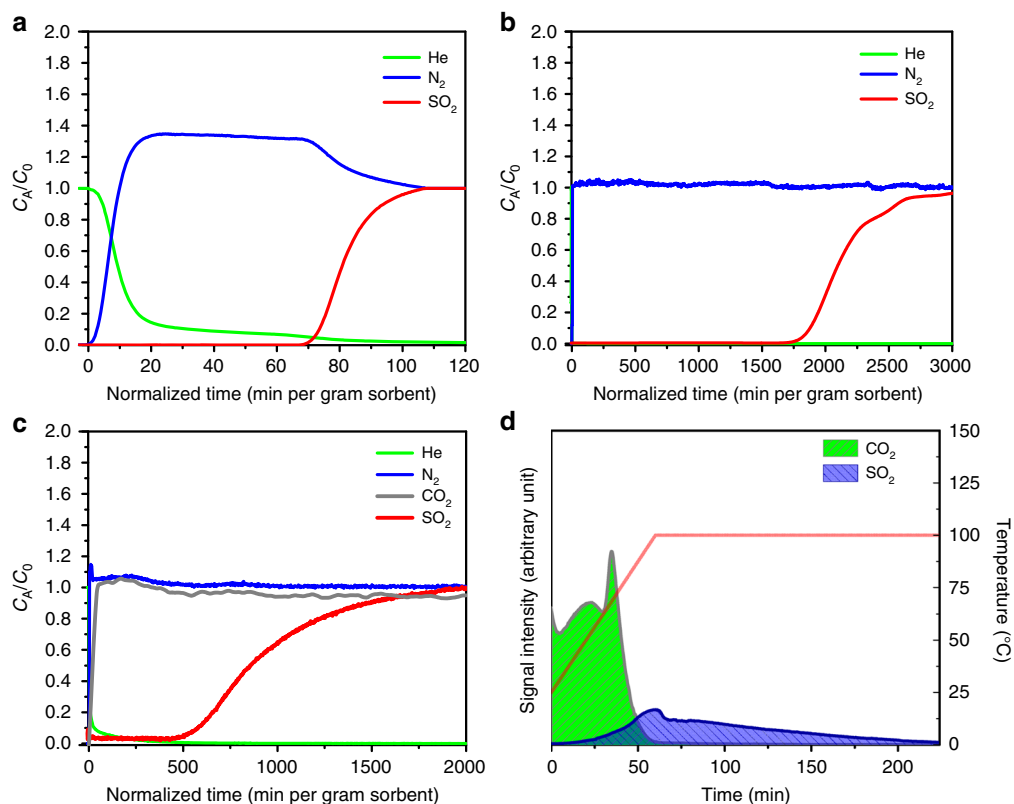 a
2.0
1.8
1.6
1.4
1.2
1.0
0.8
0.6
0.4
0.2
0.0
C_A/C_0
He
N₂
SO₂
0 20 40 60 80 100 120
Normalized time (min per gram sorbent)
b
2.0
1.8
1.6
1.4
1.2
1.0
0.8
0.6
0.4
0.2
0.0
C_A/C_0
He
N₂
SO₂
0 500 1000 1500 2000 2500 3000
Normalized time (min per gram sorbent)
c
2.0
1.8
1.6
1.4
1.2
1.0
0.8
0.6
0.4
0.2
0.0
C_A/C_0
He
N₂
CO₂
SO₂
0 500 1000 1500 2000
Normalized time (min per gram sorbent)
d
Signal intensity (arbitrary unit)
CO₂
SO₂
150
125
100
75
50
25
0
Temperature (°C)
0 50 100 150 200
Time (min)